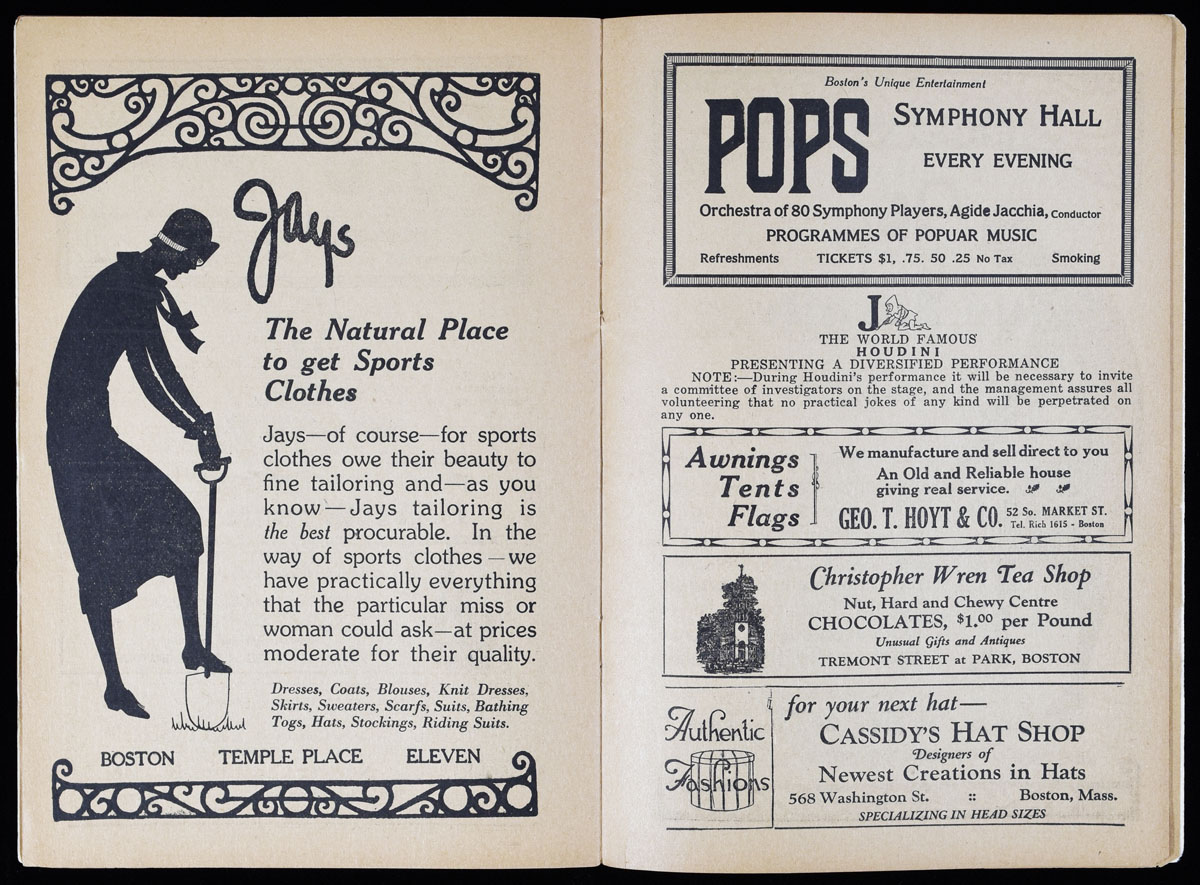 Jays
The Natural Place
to get Sports
Clothes
Jays—of course—for sports
clothes owe their beauty to
fine tailoring and—as you
know—Jays tailoring is
the best procurable. In the
way of sports clothes—we
have practically everything
that the particular miss or
woman could ask—at prices
moderate for their quality.
Dresses, Coats, Blouses, Knit Dresses,
Skirts, Sweaters, Scarfs, Suits, Bathing
Togs, Hats, Stockings, Riding Suits.
BOSTON TEMPLE PLACE ELEVEN
Boston's Unique Entertainment
POPS SYMPHONY HALL
EVERY EVENING
Orchestra of 80 Symphony Players, Agide Jacchia, Conductor
PROGRAMMES OF POPUAR MUSIC
Refreshments TICKETS $1, .75. 50 .25 No Tax Smoking
J
THE WORLD FAMOUS
HOUDINI
PRESENTING A DIVERSIFIED PERFORMANCE
NOTE:—During Houdini's performance it will be necessary to invite
a committee of investigators on the stage, and the management assures all
volunteering that no practical jokes of any kind will be perpetrated on
any one.
Awnings
Tents
Flags
We manufacture and sell direct to you
An Old and Reliable house
giving real service.
GEO. T. HOYT & CO. 52 So. MARKET ST.
Tel. Rich 1615 - Boston
Christopher Wren Tea Shop
Nut, Hard and Chewy Centre
CHOCOLATES, $1.00 per Pound
Unusual Gifts and Antiques
TREMONT STREET at PARK, BOSTON
Authentic
Fashions
for your next hat—
CASSIDY'S HAT SHOP
Designers of
Newest Creations in Hats
568 Washington St. :: Boston, Mass.
SPECIALIZING IN HEAD SIZES